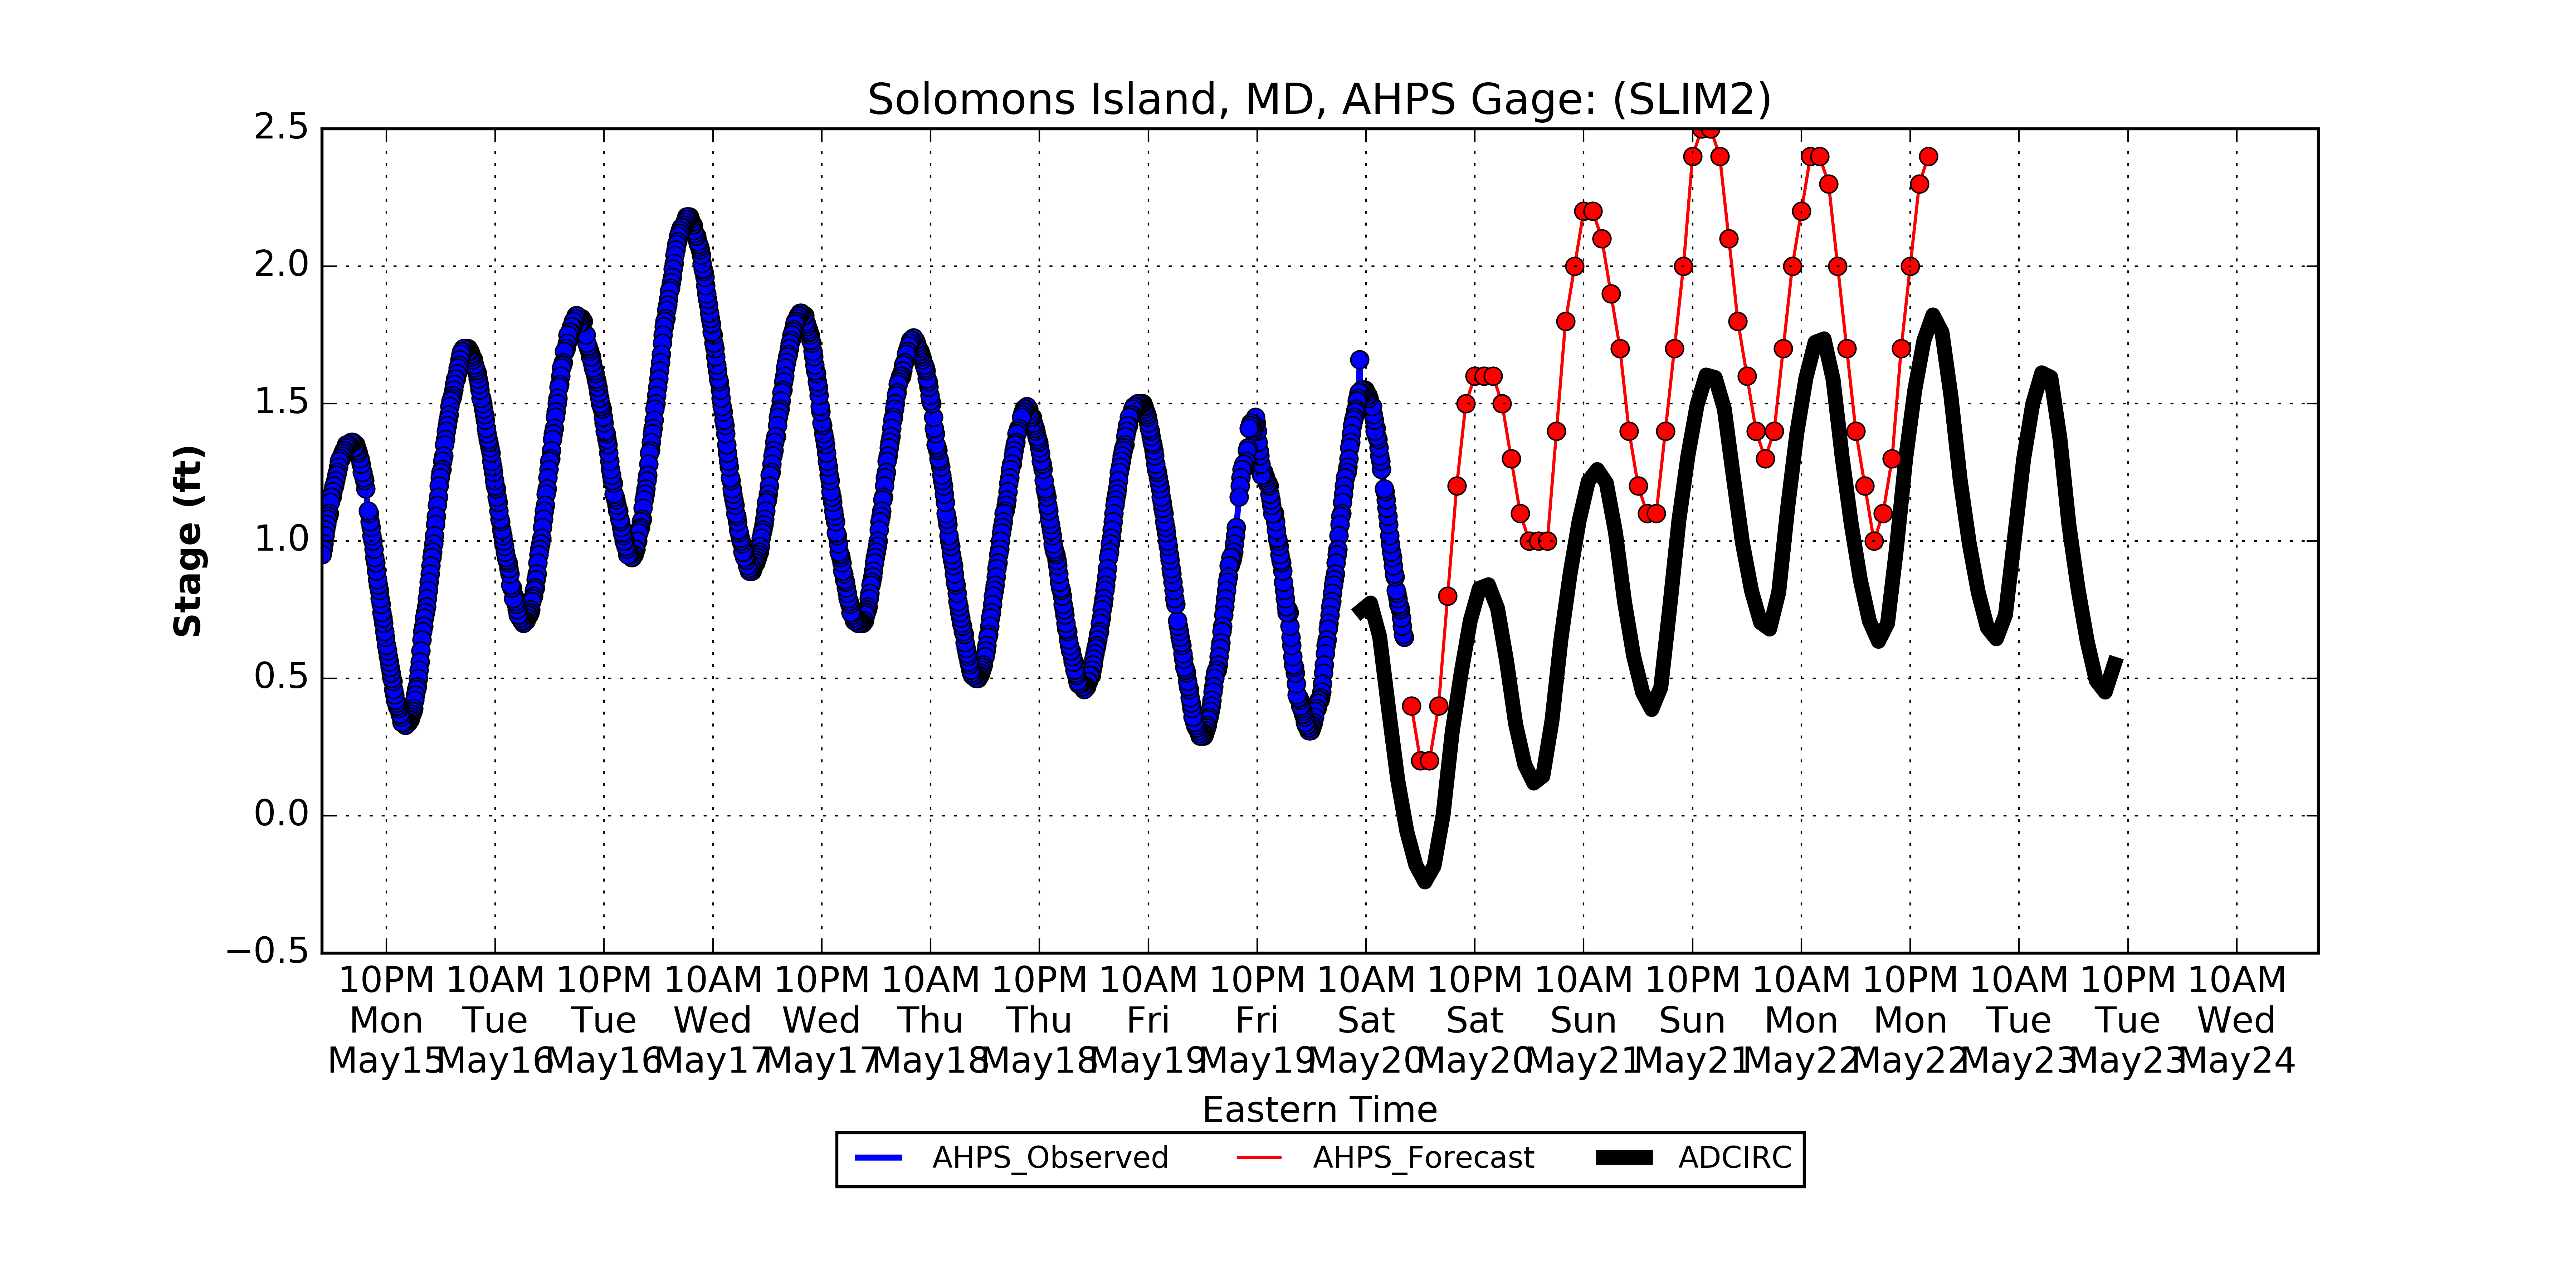 Solomons Island, MD, AHPS Gage: (SLIM2)
2.5
2.0
1.5
1.0
0.5
0.0
−0.5
Stage (ft)
10PM 10AM 10PM 10AM 10PM 10AM 10PM 10AM 10PM 10AM 10PM 10AM 10PM 10AM 10PM 10AM 10PM 10AM
Mon Tue Tue Wed Wed Thu Thu Fri Fri Sat Sat Sun Sun Mon Mon Tue Tue Wed
May15 May16 May16 May17 May17 May18 May18 May19 May19 May20 May20 May21 May21 May22 May22 May23 May23 May24
Eastern Time
AHPS_Observed AHPS_Forecast ADCIRC